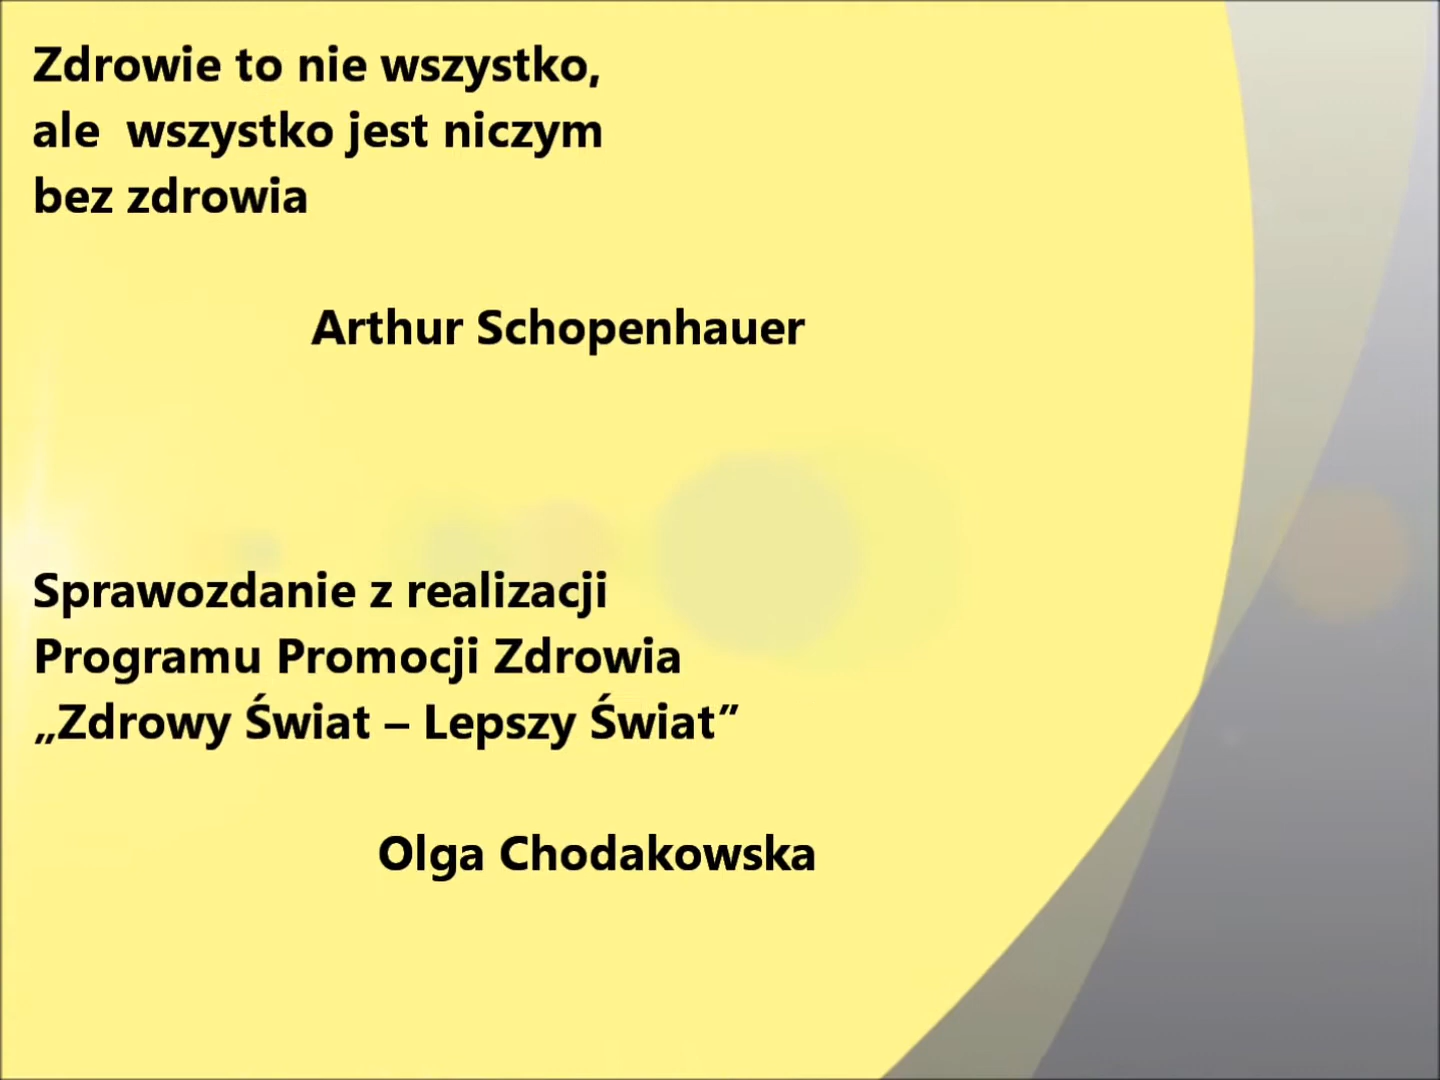 Zdrowie to nie wszystko,
ale wszystko jest niczym
bez zdrowia
Arthur Schopenhauer
Sprawozdanie z realizacji
Programu Promocji Zdrowia
„Zdrowy Świat – Lepszy Świat”
Olga Chodakowska